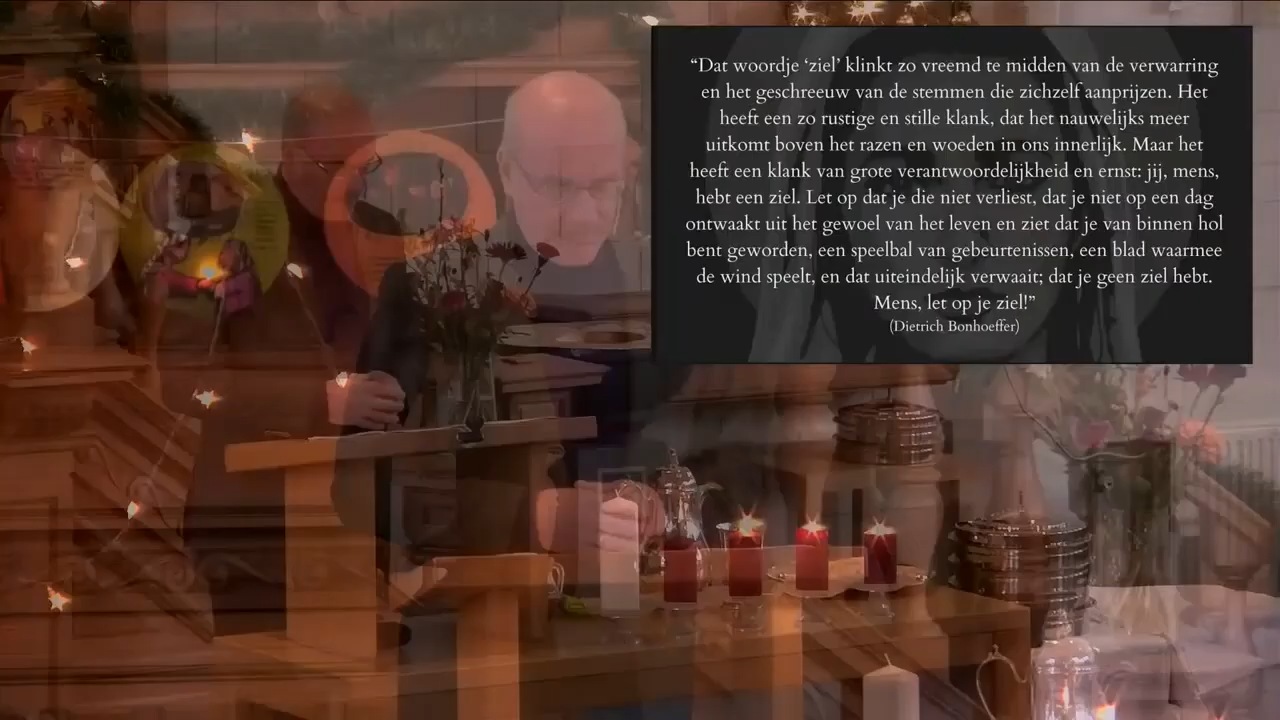 “Dat woordje ‘ziel’ klinkt zo vreemd te midden van de verwarring
en het geschreeuw van de stemmen die zichzelf aanprijzen. Het
heeft een zo rustige en stille klank, dat het nauwelijks meer
uitkomt boven het razen en woeden in ons innerlijk. Maar het
heeft een klank van grote verantwoordelijkheid en ernst: jij, mens,
hebt een ziel. Let op dat je die niet verliest, dat je niet op een dag
ontwaakt uit het gewoel van het leven en ziet dat je van binnen hol
bent geworden, een speelbal van gebeurtenissen, een blad waarmee
de wind speelt, en dat uiteindelijk verwaait; dat je geen ziel hebt.
Mens, let op je ziel!”
(Dietrich Bonhoeffer)